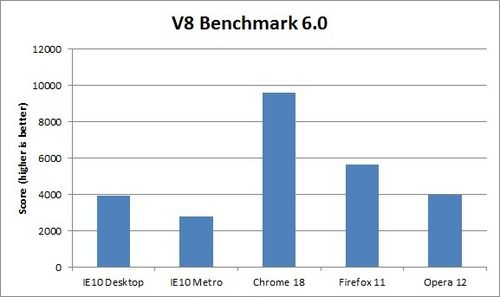 V8 Benchmark 6.0
Score (higher is better)
12000
10000
8000
6000
4000
2000
0
IE10 Desktop
IE10 Metro
Chrome 18
Firefox 11
Opera 12